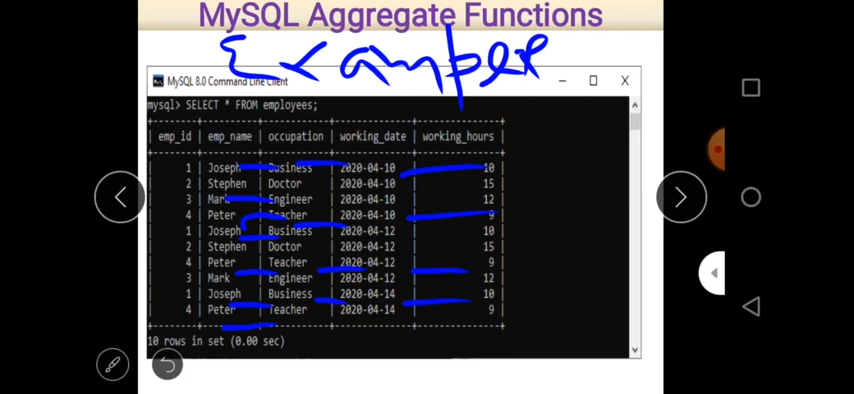 MySQL Aggregate Functions
MySQL 8.0 Command Line Client
mysql> SELECT * FROM employees;
+--------+----------+------------+--------------+---------------+
| emp_id | emp_name | occupation | working_date | working_hours |
+--------+----------+------------+--------------+---------------+
| 1 | Joseph | Business | 2020-04-10 | 10 |
| 2 | Stephen | Doctor | 2020-04-10 | 15 |
| 3 | Mark | Engineer | 2020-04-10 | 12 |
| 4 | Peter | Teacher | 2020-04-10 | 9 |
| 1 | Joseph | Business | 2020-04-12 | 10 |
| 2 | Stephen | Doctor | 2020-04-12 | 15 |
| 4 | Peter | Teacher | 2020-04-12 | 9 |
| 3 | Mark | Engineer | 2020-04-12 | 12 |
| 1 | Joseph | Business | 2020-04-14 | 10 |
| 4 | Peter | Teacher | 2020-04-14 | 9 |
+--------+----------+------------+--------------+---------------+
10 rows in set (0.00 sec)